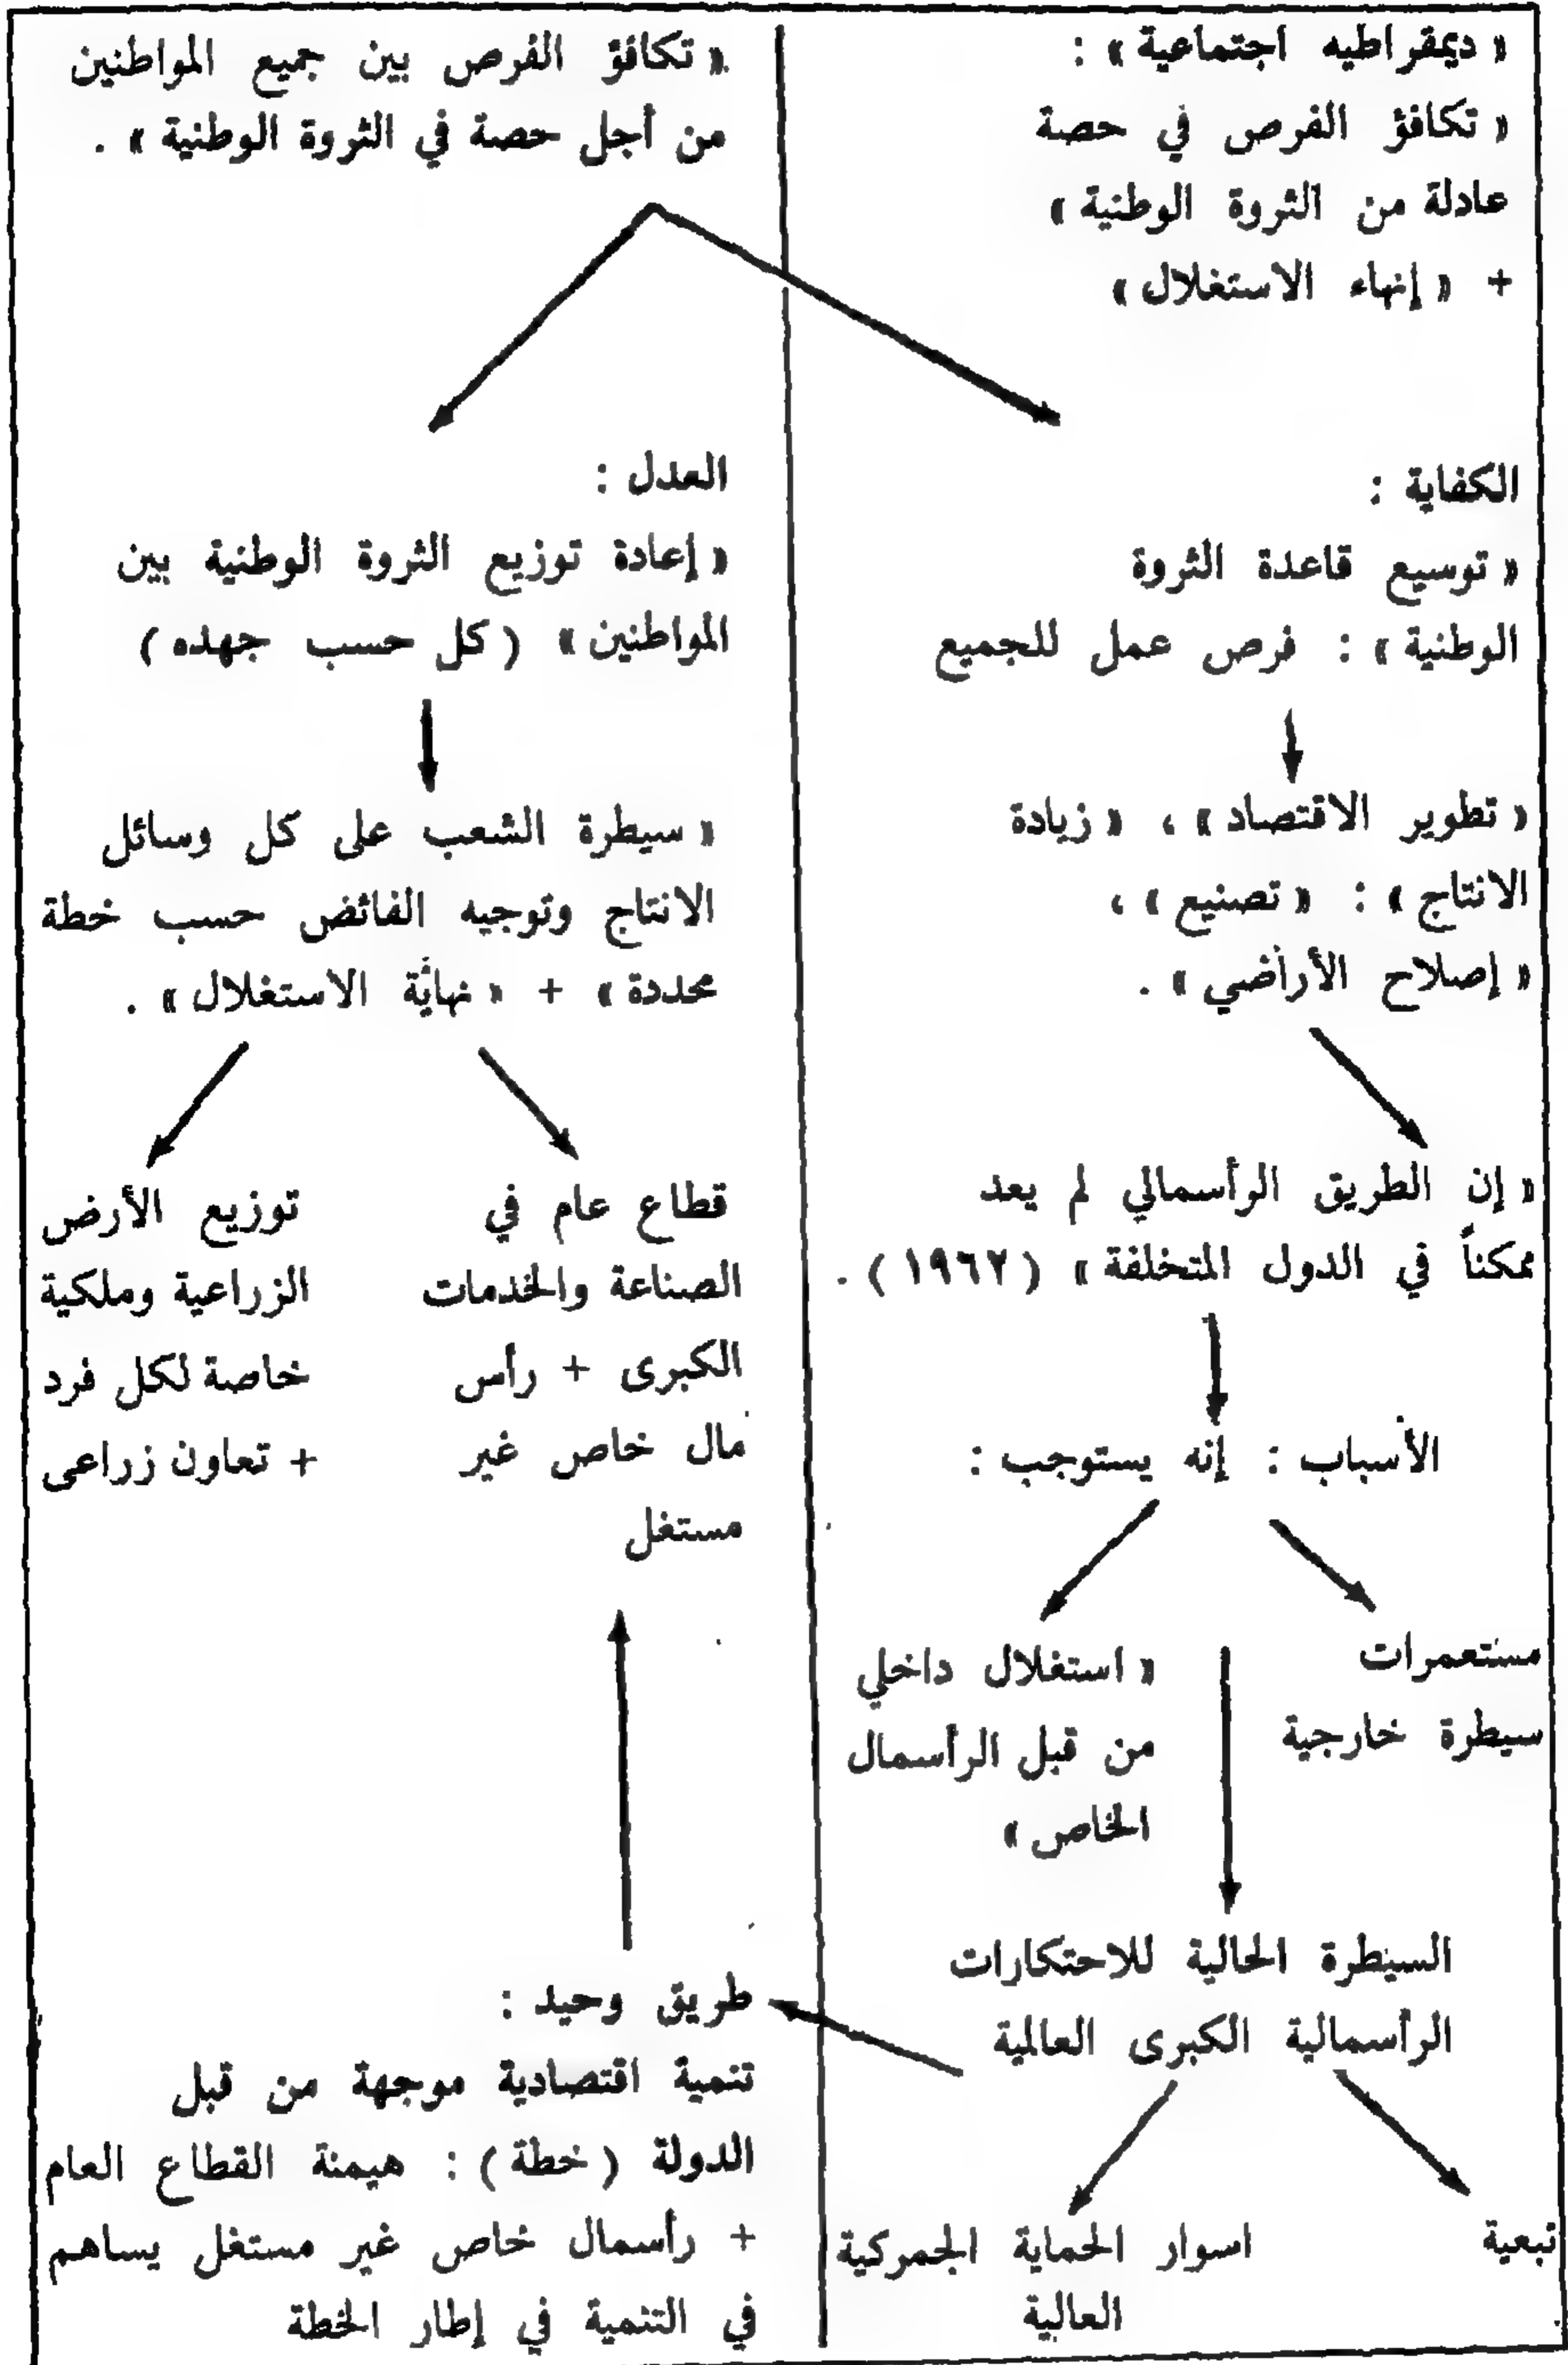 « ديمقراطيه اجتماعية » :
« تكافؤ الفرص في حصة
عادلة من الثروة الوطنية »
+ « إنهاء الاستغلال »
« تكافؤ الفرص بين جميع المواطنين
من أجل حصة في الثروة الوطنية » .
الكفاية :
« توسيع قاعدة الثروة
الوطنية » : فرص عمل للجميع
العدل :
« إعادة توزيع الثروة الوطنية بين
المواطنين » ( كل حسب جهده )
« تطوير الاقتصاد » ، « زيادة
الانتاج » : « تصنيع » ،
« إصلاح الأراضي » .
« سيطرة الشعب على كل وسائل
الانتاج وتوجيه الفائض حسب خطة
محددة » + « نهائة الاستغلال » .
« إن الطريق الرأسمالي لم يعد
ممكناً في الدول المتخلفة » ( ١٩٦٢ ) .
قطاع عام في
الصناعة والخدمات
الكبرى + رأس
مال خاص غير
مستغل
توزيع الأرض
الزراعية وملكية
خاصة لكل فرد
+ تعاون زراعي
الأسباب : إنه يستوجب :
مستعمرات
سيطرة خارجية
« استغلال داخلي
من قبل الرأسمال
الخاص »
السيطرة الحالية للاحتكارات
الرأسمالية الكبرى العالمية
تبعية
اسوار الحماية الجمركية
العالية
طريق وحيد :
تنمية اقتصادية موجهة من قبل
الدولة ( خطة ) : هيمنة القطاع العام
+ رأسمال خاص غير مستغل يساهم
في التنمية في إطار الخطة